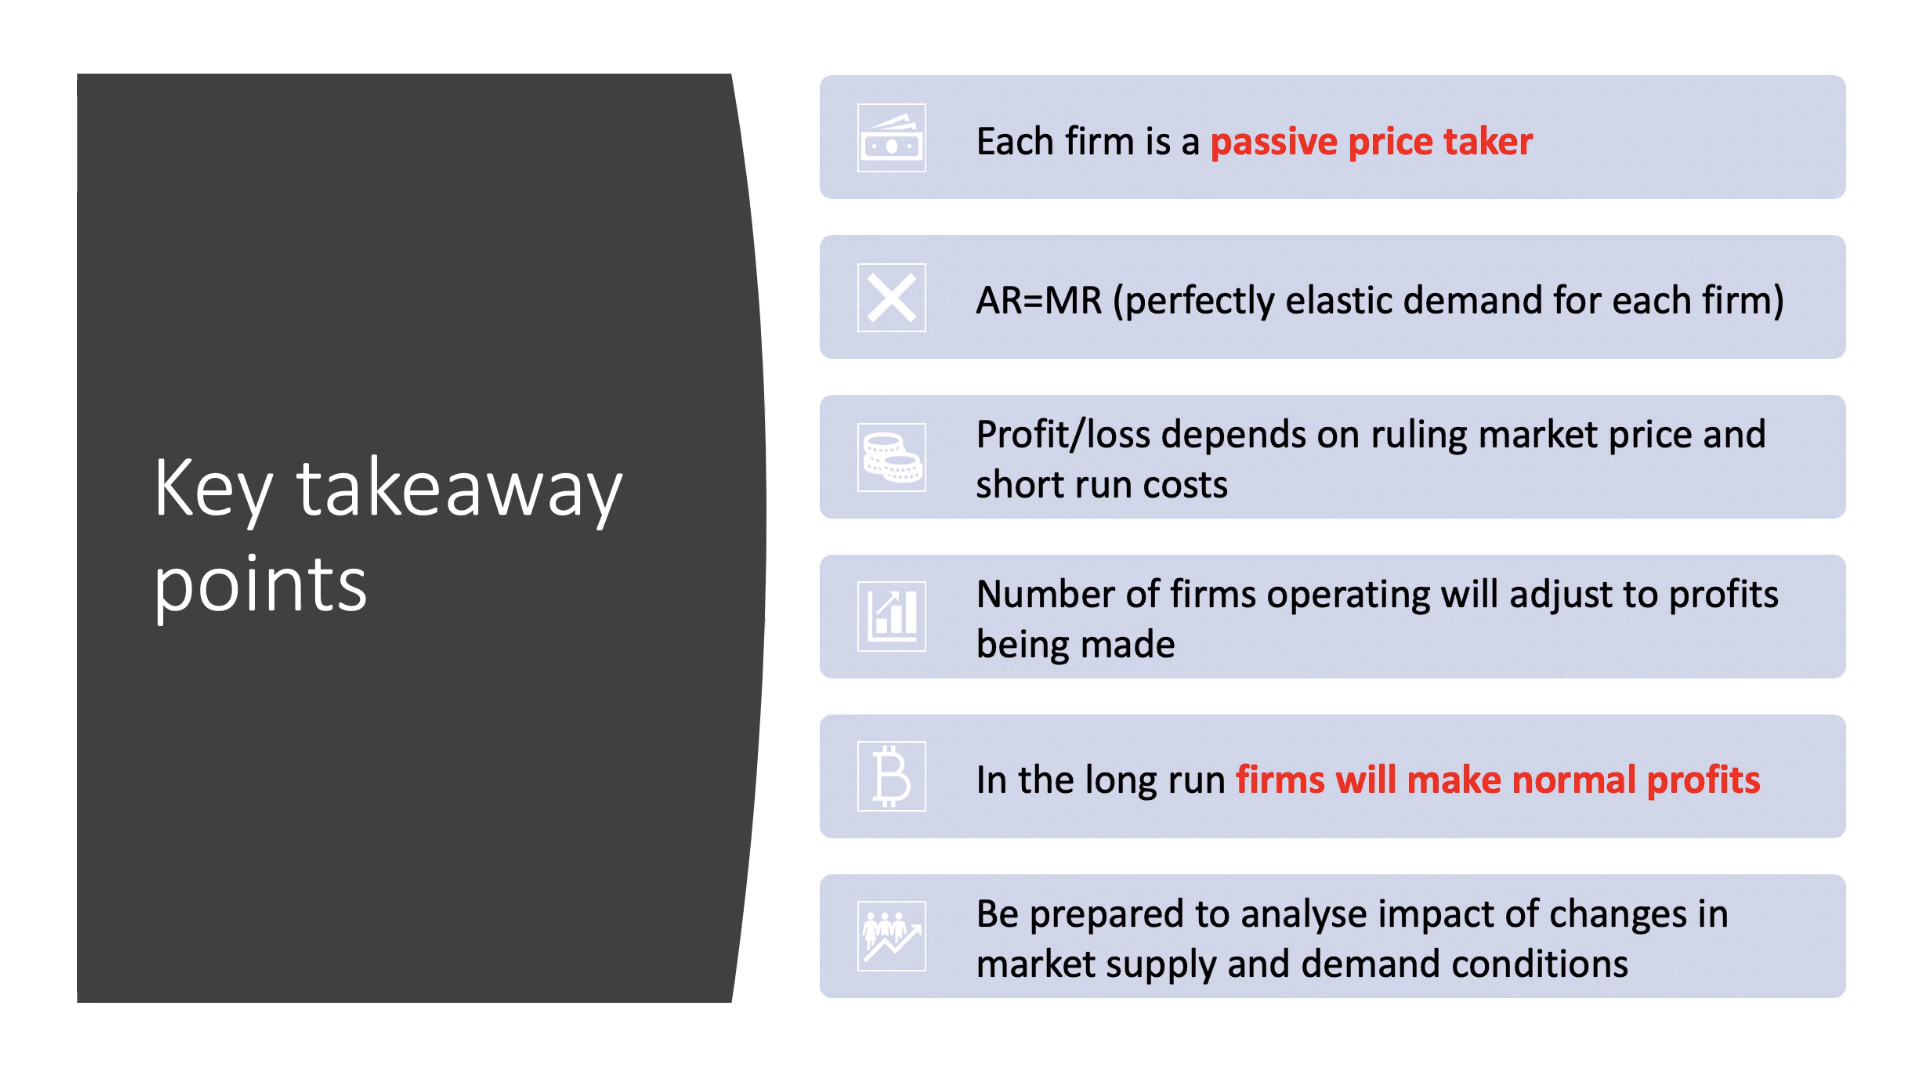 Key takeaway
points
Each firm is a passive price taker
AR=MR (perfectly elastic demand for each firm)
Profit/loss depends on ruling market price and
short run costs
Number of firms operating will adjust to profits
being made
In the long run firms will make normal profits
Be prepared to analyse impact of changes in
market supply and demand conditions